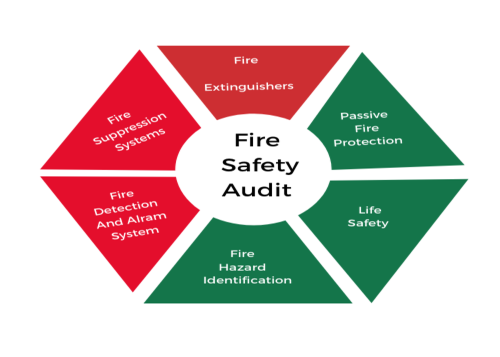 Fire
Extinguishers
Passive
Fire
Protection
Life
Safety
Fire
Hazard
Identification
Fire
Detection
And Alram
System
Fire
Suppression
Systems
Fire
Safety
Audit